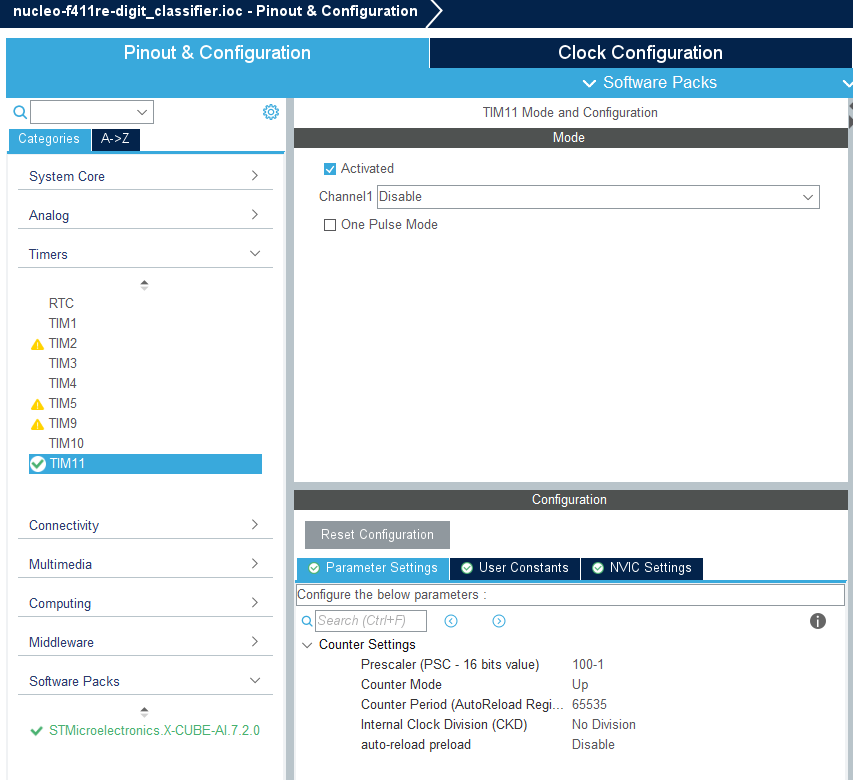 nucleo-f411re-digit_classifier.ioc - Pinout & Configuration
Pinout & Configuration
Clock Configuration
Software Packs
Categories
A->Z
System Core
Analog
Timers
RTC
TIM1
TIM2
TIM3
TIM4
TIM5
TIM9
TIM10
TIM11
Connectivity
Multimedia
Computing
Middleware
Software Packs
STMicroelectronics.X-CUBE-AI.7.2.0
TIM11 Mode and Configuration
Mode
Activated
Channel1 Disable
One Pulse Mode
Configuration
Reset Configuration
Parameter Settings
User Constants
NVIC Settings
Configure the below parameters :
Search (Ctrl+F)
Counter Settings
Prescaler (PSC - 16 bits value) 100-1
Counter Mode Up
Counter Period (AutoReload Regi... 65535
Internal Clock Division (CKD) No Division
auto-reload preload Disable